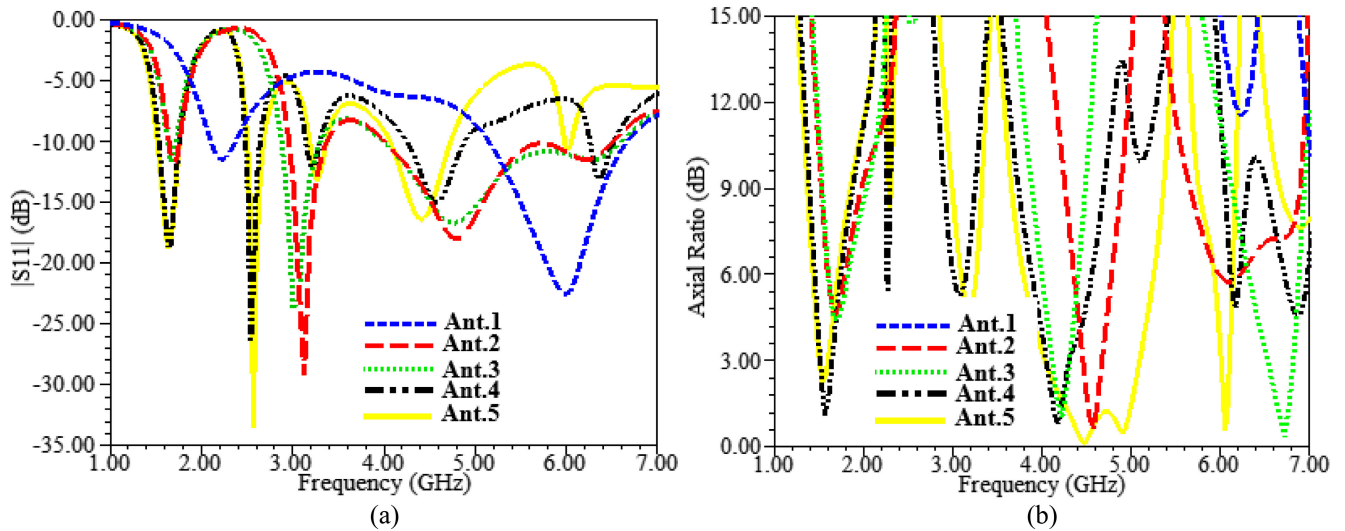 0.00
-5.00
-10.00
-15.00
-20.00
-25.00
-30.00
-35.00
|S11| (dB)
1.00 2.00 3.00 4.00 5.00 6.00 7.00
Frequency (GHz)
Ant.1
Ant.2
Ant.3
Ant.4
Ant.5
(a)
15.00
12.00
9.00
6.00
3.00
0.00
Axial Ratio (dB)
1.00 2.00 3.00 4.00 5.00 6.00 7.00
Frequency (GHz)
Ant.1
Ant.2
Ant.3
Ant.4
Ant.5
(b)